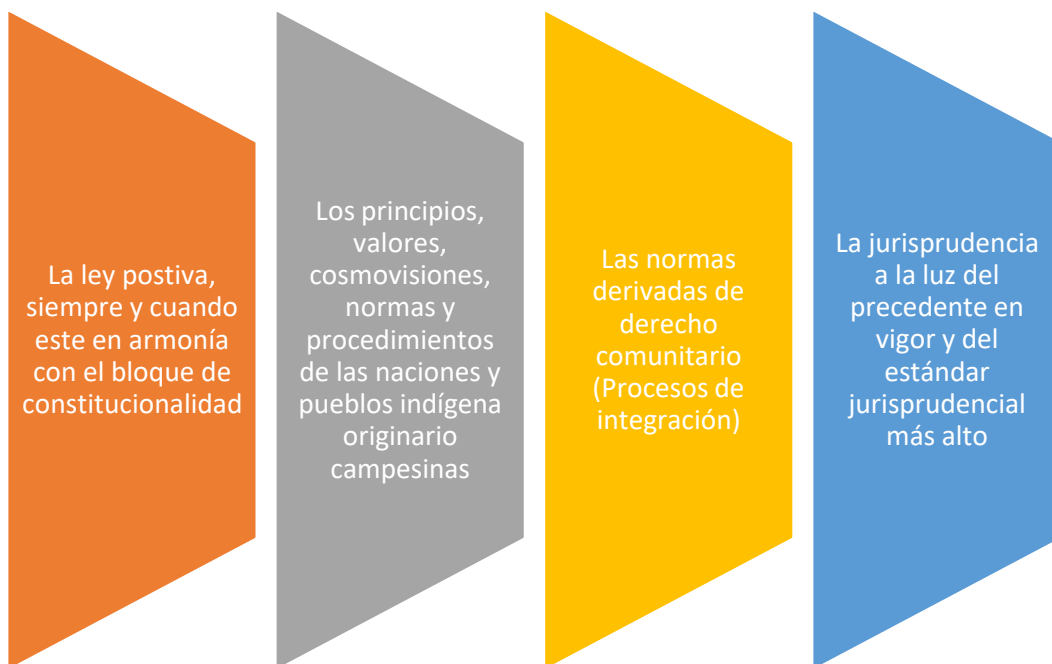 La ley postiva,
siempre y cuando
este en armonía
con el bloque de
constitucionalidad
Los principios,
valores,
cosmovisiones,
normas y
procedimientos
de las naciones y
pueblos indígena
originario
campesinas
Las normas
derivadas de
derecho
comunitario
(Procesos de
integración)
La jurisprudencia
a la luz del
precedente en
vigor y del
estándar
jurisprudencial
más alto